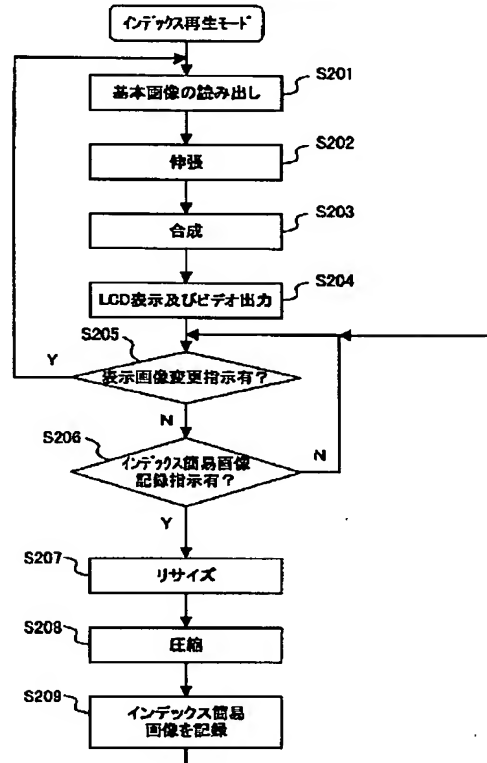 インデックス再生モード
S201
基本画像の読み出し
S202
伸張
S203
合成
S204
LCD表示及びビデオ出力
S205
Y
表示画像変更指示有?
N
S206
インデックス簡易画像
記録指示有?
N
Y
S207
リサイズ
S208
圧縮
S209
インデックス簡易
画像を記録